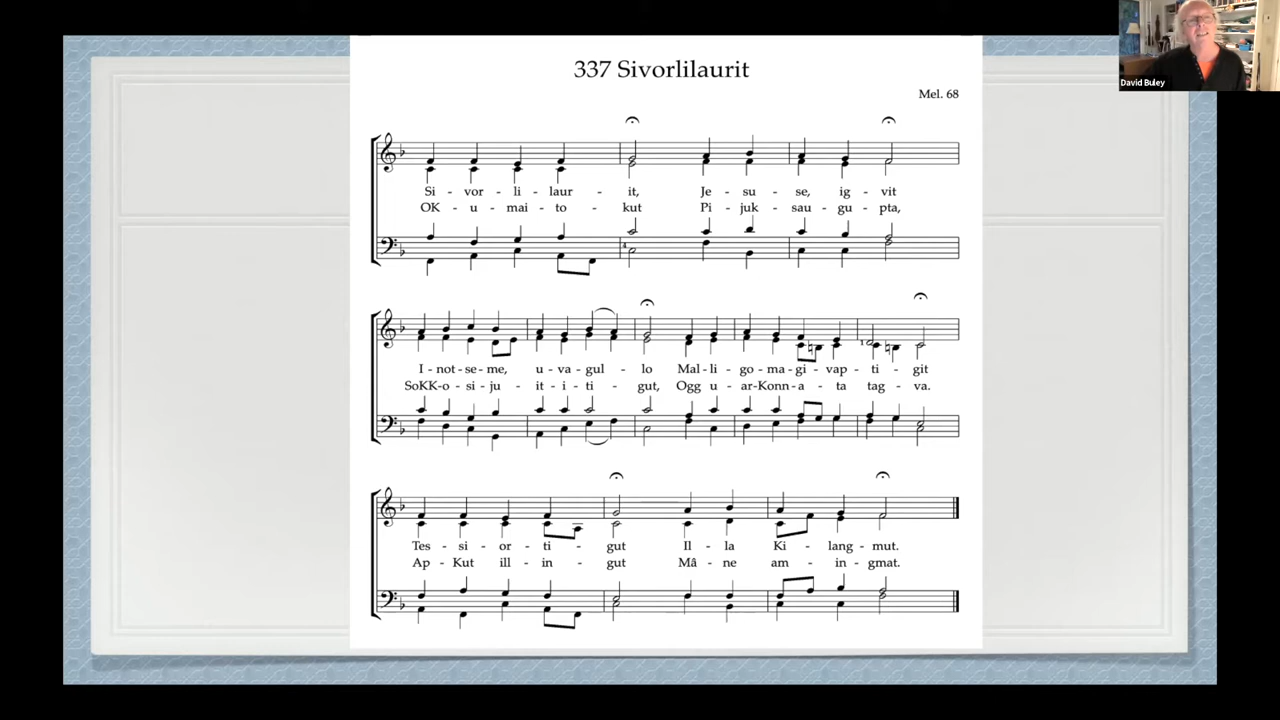 337 Sivorlilaurit
Mel. 68
David Buley
Si - vor - li - laur - it, Je - su - se, ig - vit
OK - u - mai - to - kut Pi - juk - sau - gu - pta,
I - not - se - me, u - va - gul - lo Mal - li - go - ma - gi - vap - ti - git
SoKK - o - si - ju - it - i - ti - gut, Ogg u - ar - Konn - a - ta tag - va.
Tes - si - or - ti - gut Il - la Ki - lang - mut.
Ap - Kut ill - in - gut Mâ - ne am - in - gmat.